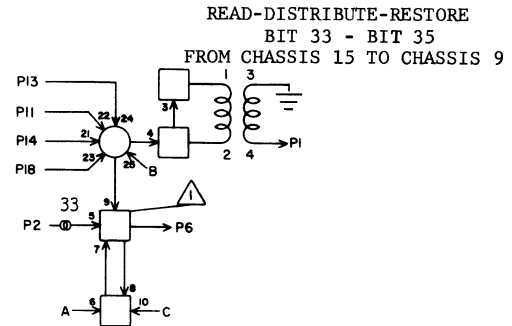 READ-DISTRIBUTE-RESTORE
BIT 33 - BIT 35
FROM CHASSIS 15 TO CHASSIS 9
P13
1 3
P11
22 24
3
P14
21 4
P18
23 25
B
2 4
P1
33
9
1
P2
5
P6
7
8
A
6 10
C